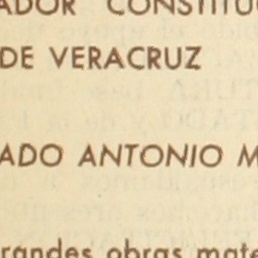 ADOR CONSTITU
DE VERACRUZ
ADO ANTONIO M
randes obras mate